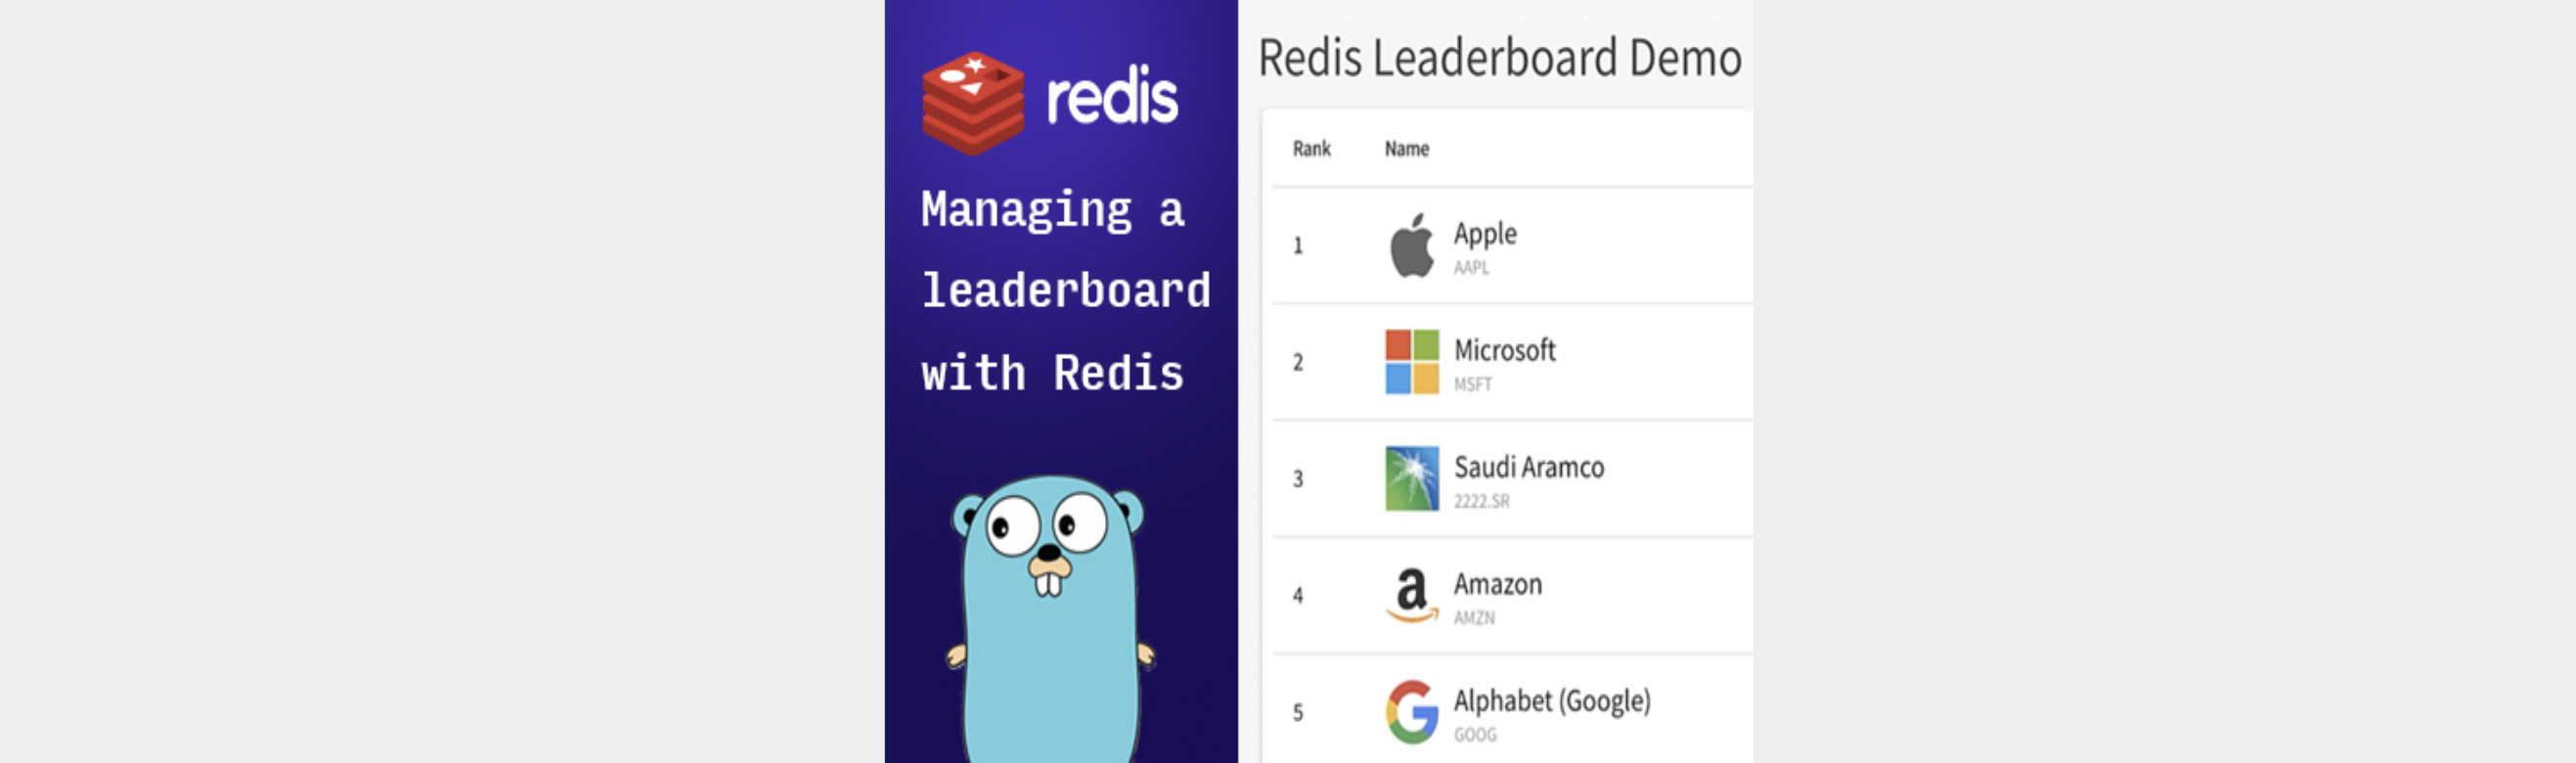 redis
Managing a
leaderboard
with Redis
Redis Leaderboard Demo
Rank Name
1 Apple
AAPL
2 Microsoft
MSFT
3 Saudi Aramco
2222.SR
4 Amazon
AMZN
5 Alphabet (Google)
GOOG